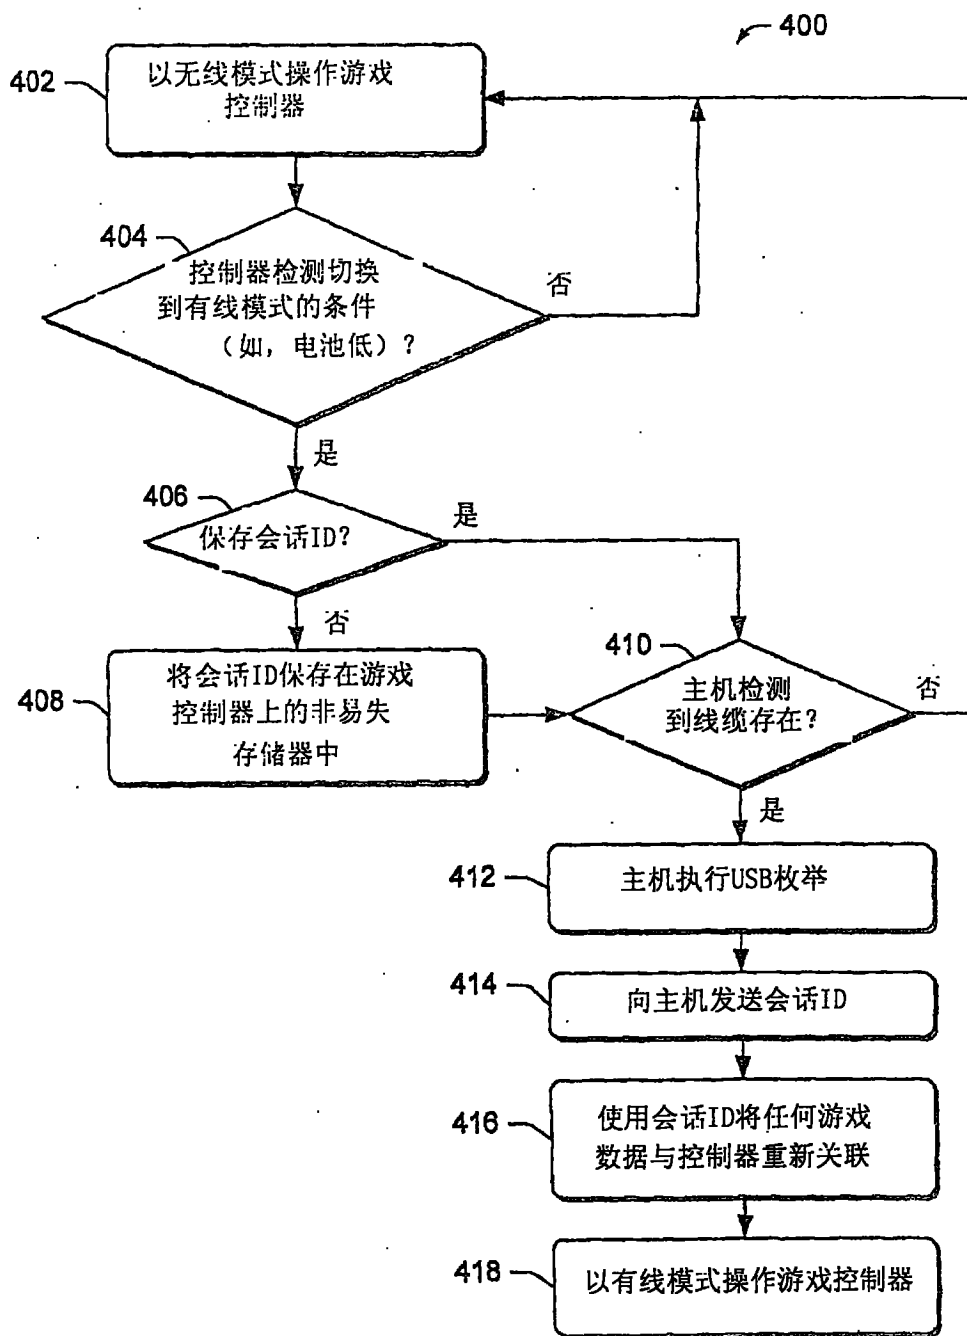 400
402
以无线模式操作游戏
控制器
404
控制器检测切换
到有线模式的条件
（如，电池低）？
否
是
406
保存会话ID？
是
否
408
将会话ID保存在游戏
控制器上的非易失
存储器中
410
主机检测
到线缆存在？
否
是
412
主机执行USB枚举
414
向主机发送会话ID
416
使用会话ID将任何游戏
数据与控制器重新关联
418
以有线模式操作游戏控制器